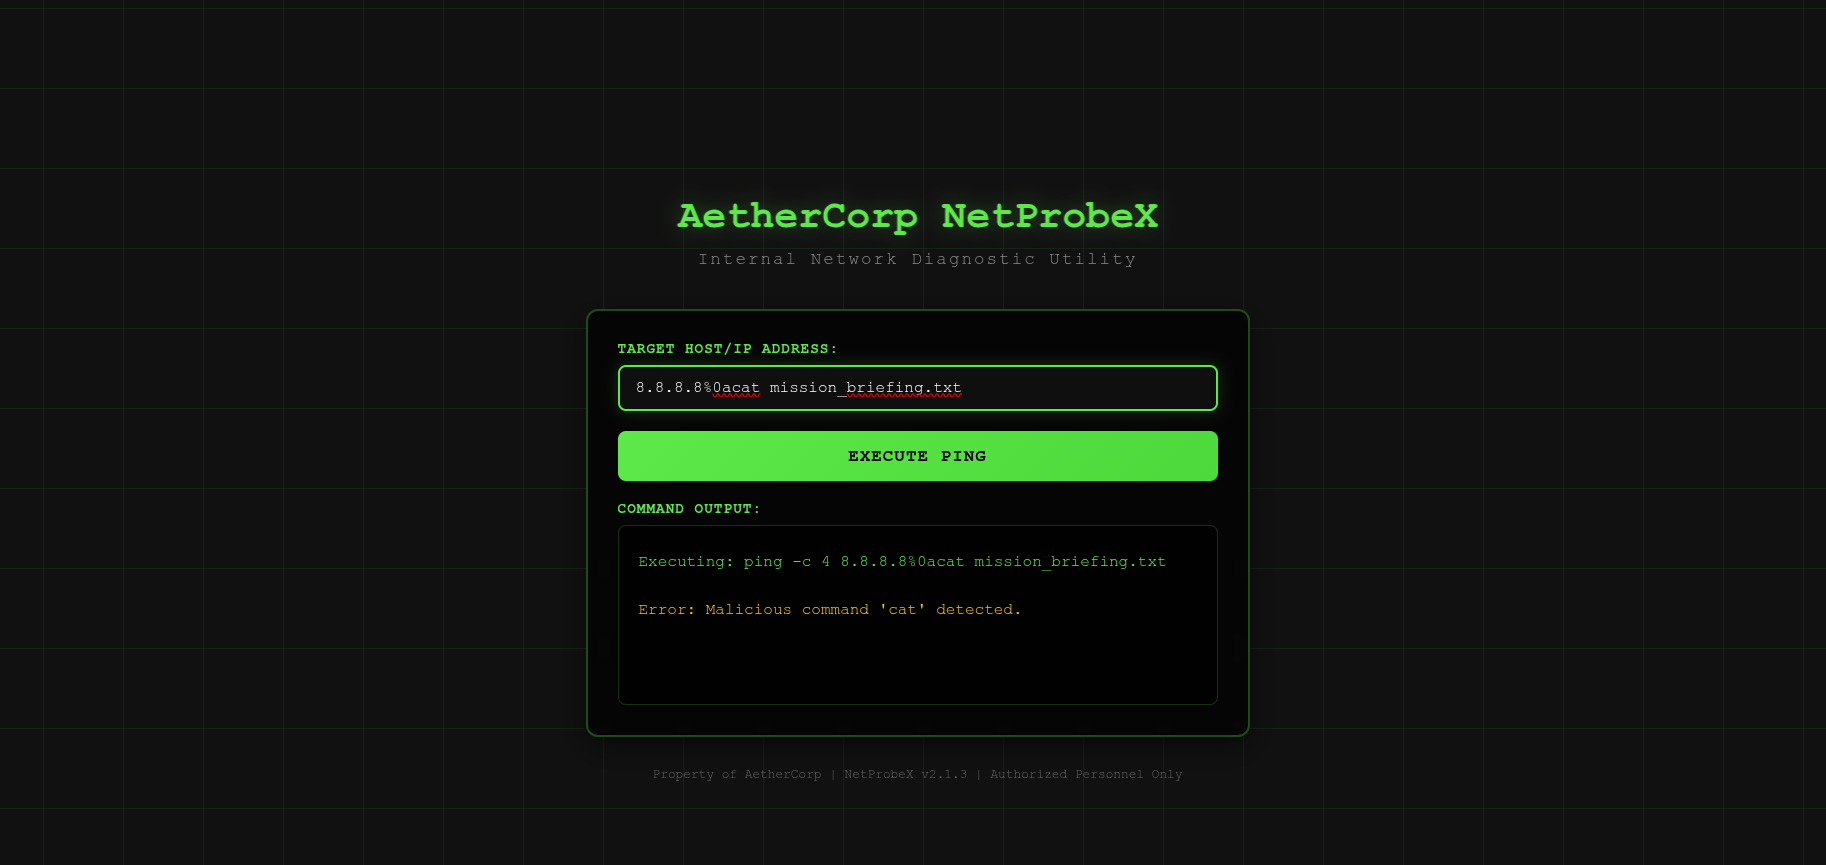 AetherCorp NetProbeX
Internal Network Diagnostic Utility
TARGET HOST/IP ADDRESS:
8.8.8.8%0acat mission_briefing.txt
EXECUTE PING
COMMAND OUTPUT:
Executing: ping -c 4 8.8.8.8%0acat mission_briefing.txt
Error: Malicious command 'cat' detected.
Property of AetherCorp | NetProbeX v2.1.3 | Authorized Personnel Only